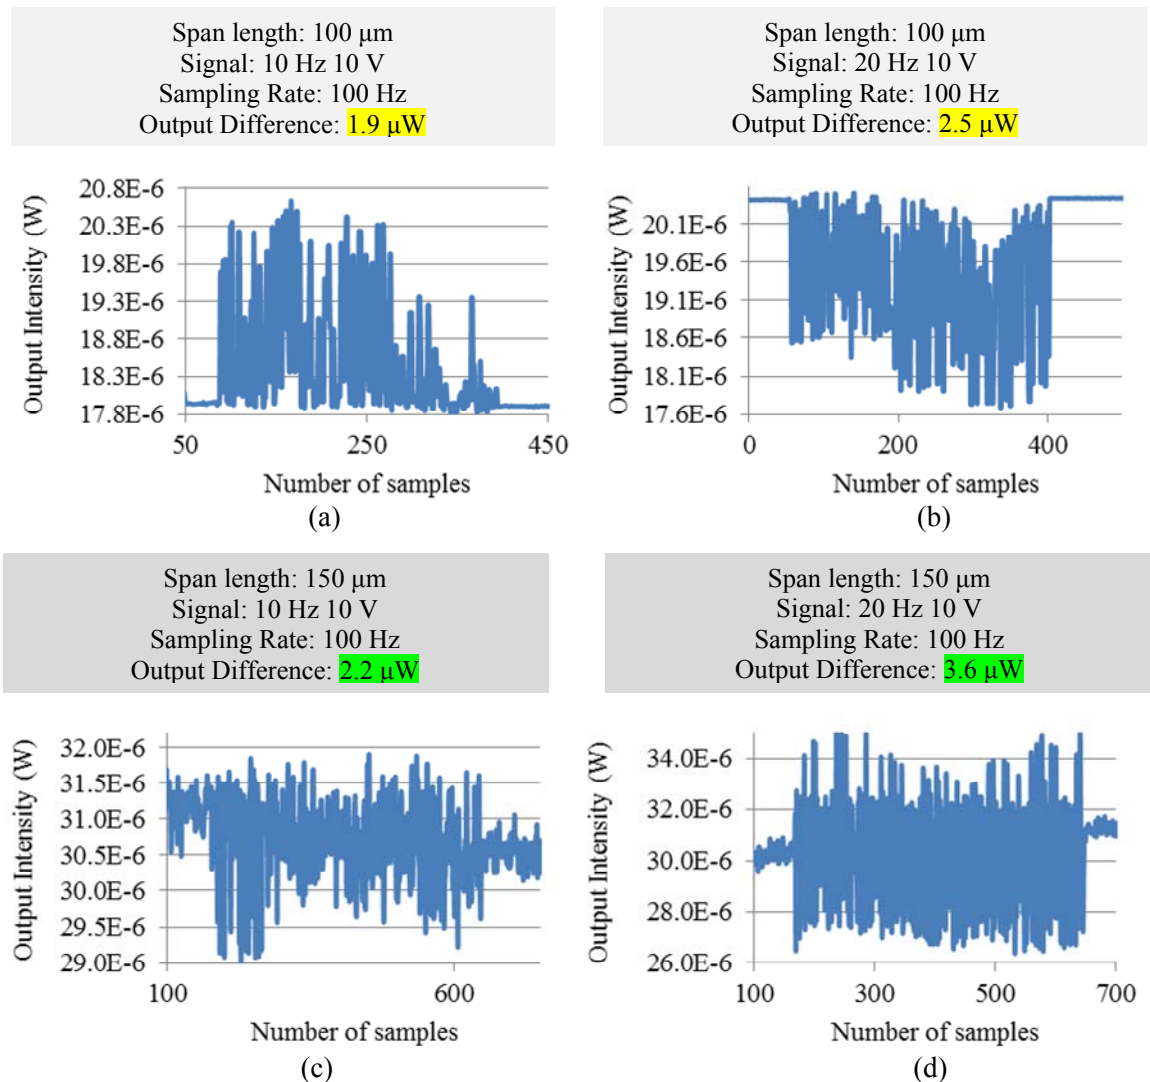 Span length: 100 μm
Signal: 10 Hz 10 V
Sampling Rate: 100 Hz
Output Difference: 1.9 μW
Output Intensity (W)
20.8E-6
20.3E-6
19.8E-6
19.3E-6
18.8E-6
18.3E-6
17.8E-6
50 250 450
Number of samples
(a)
Span length: 100 μm
Signal: 20 Hz 10 V
Sampling Rate: 100 Hz
Output Difference: 2.5 μW
Output Intensity (W)
20.1E-6
19.6E-6
19.1E-6
18.6E-6
18.1E-6
17.6E-6
0 200 400
Number of samples
(b)
Span length: 150 μm
Signal: 10 Hz 10 V
Sampling Rate: 100 Hz
Output Difference: 2.2 μW
Output Intensity (W)
32.0E-6
31.5E-6
31.0E-6
30.5E-6
30.0E-6
29.5E-6
29.0E-6
100 600
Number of samples
(c)
Span length: 150 μm
Signal: 20 Hz 10 V
Sampling Rate: 100 Hz
Output Difference: 3.6 μW
Output Intensity (W)
34.0E-6
32.0E-6
30.0E-6
28.0E-6
26.0E-6
100 300 500 700
Number of samples
(d)